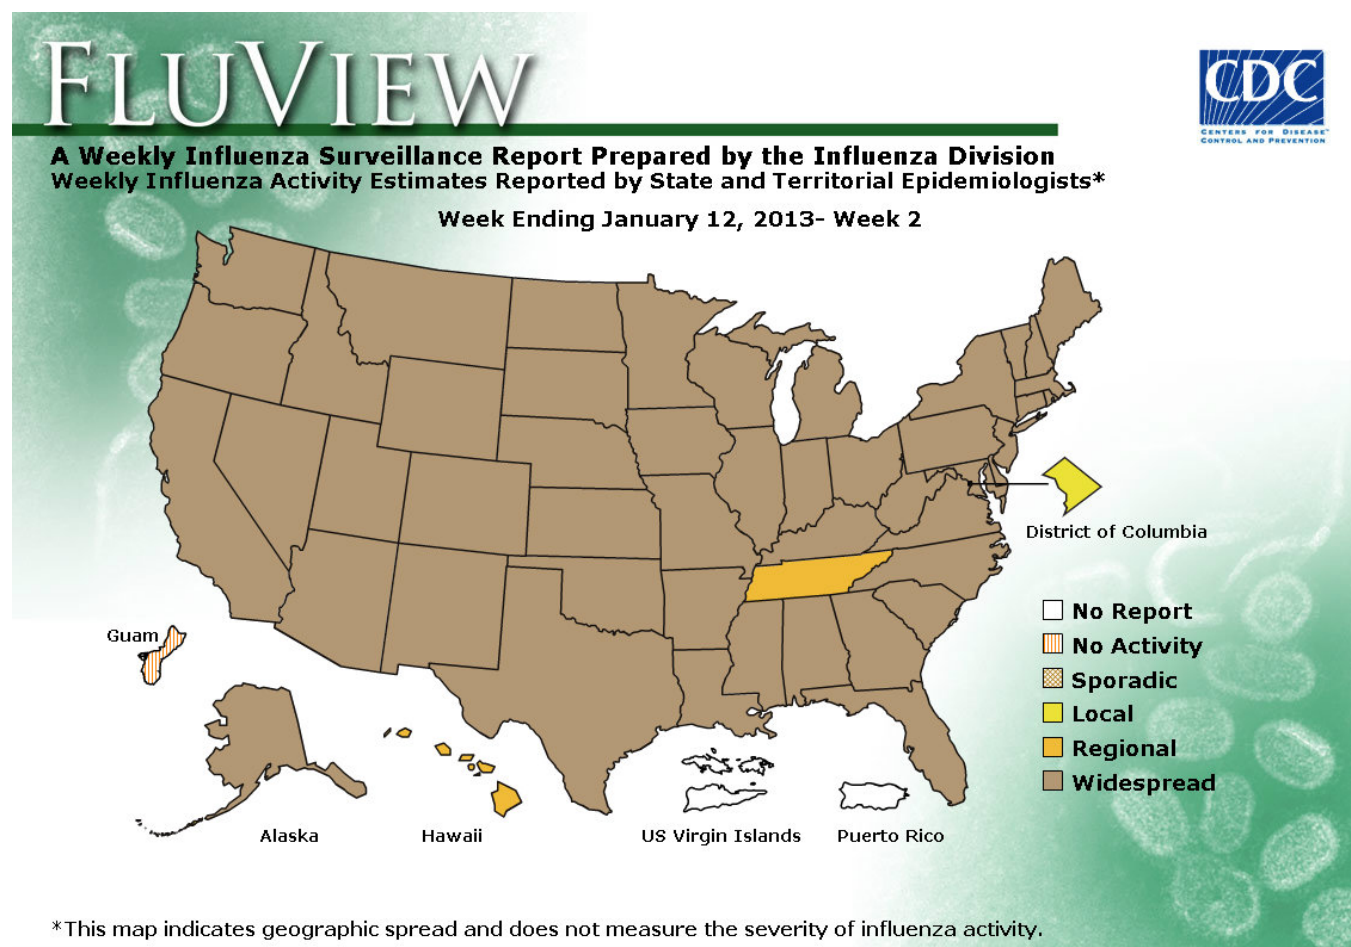 FLUVIEW
CDC
CENTERS FOR DISEASE™
CONTROL AND PREVENTION
A Weekly Influenza Surveillance Report Prepared by the Influenza Division
Weekly Influenza Activity Estimates Reported by State and Territorial Epidemiologists*
Week Ending January 12, 2013- Week 2
District of Columbia
No Report
Guam
No Activity
Sporadic
Local
Regional
Widespread
Alaska
Hawaii
US Virgin Islands
Puerto Rico
*This map indicates geographic spread and does not measure the severity of influenza activity.